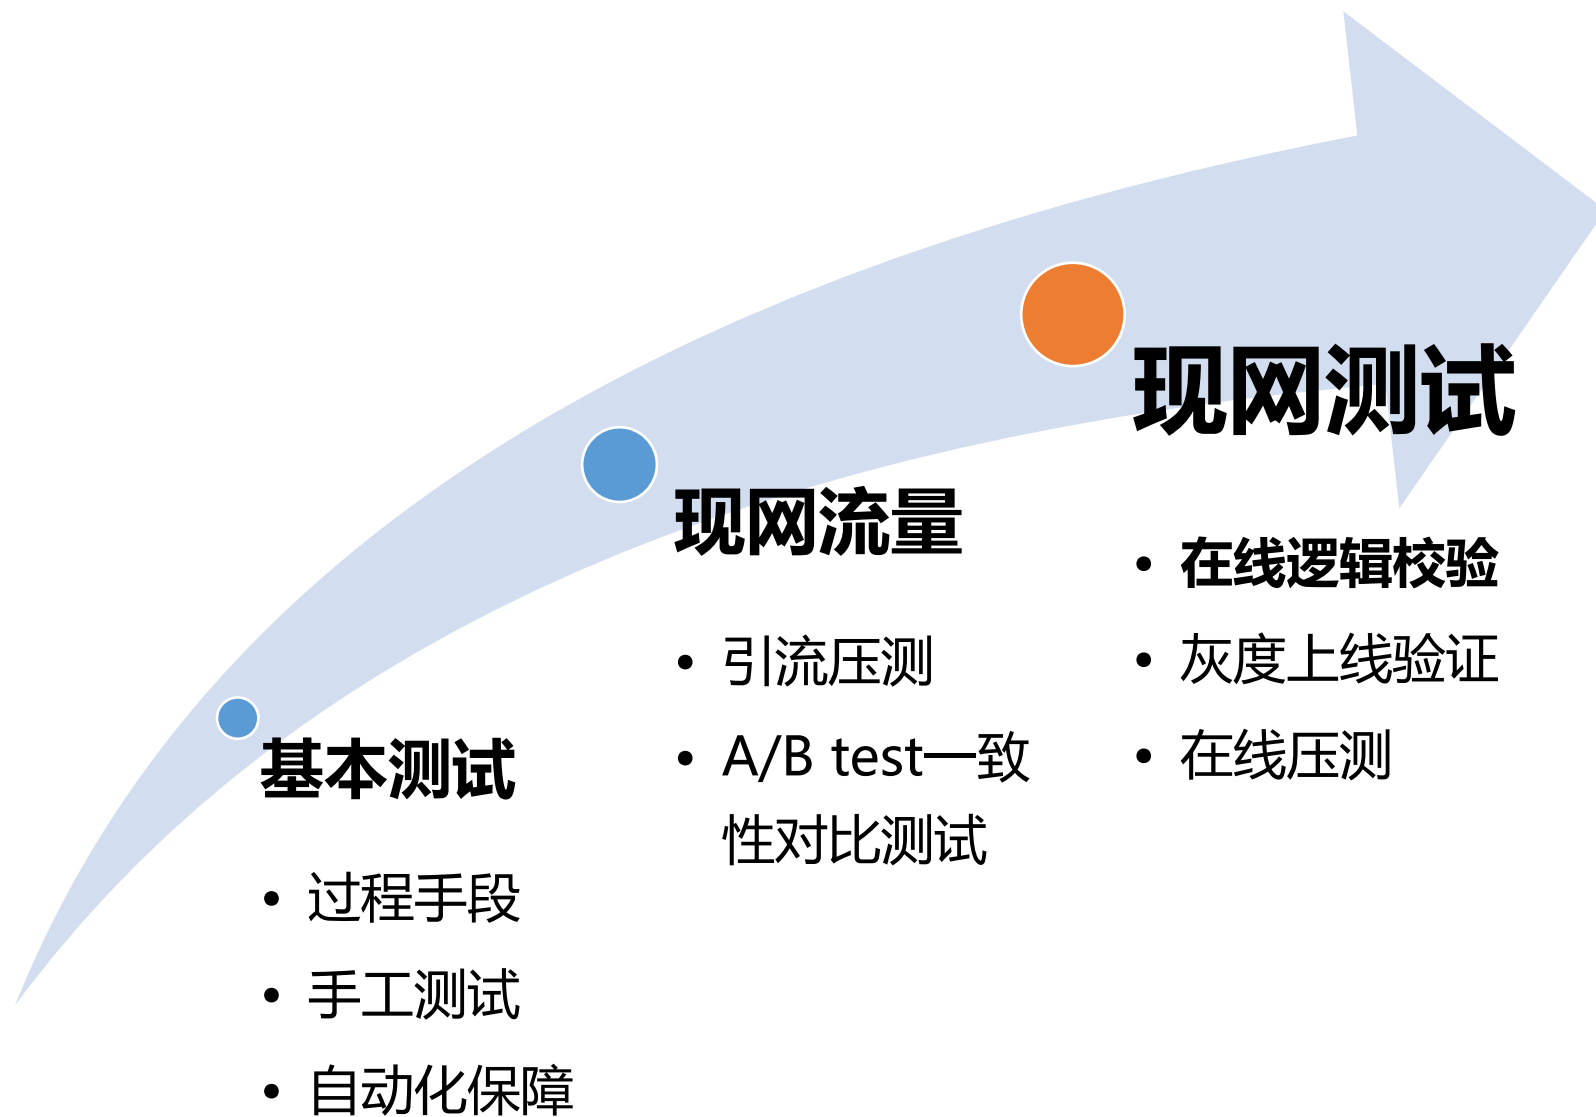 基本测试
• 过程手段
• 手工测试
• 自动化保障
现网流量
• 引流压测
• A/B test一致
性对比测试
现网测试
• 在线逻辑校验
• 灰度上线验证
• 在线压测